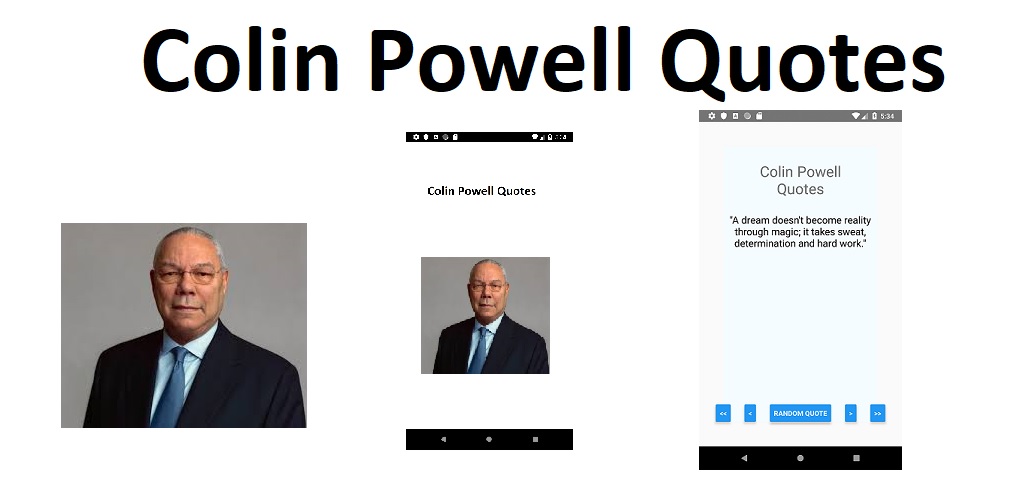 Colin Powell Quotes
Colin Powell Quotes
5:34
Colin Powell
Quotes
"A dream doesn't become reality
through magic; it takes sweat,
determination and hard work."
<< < RANDOM QUOTE > >>